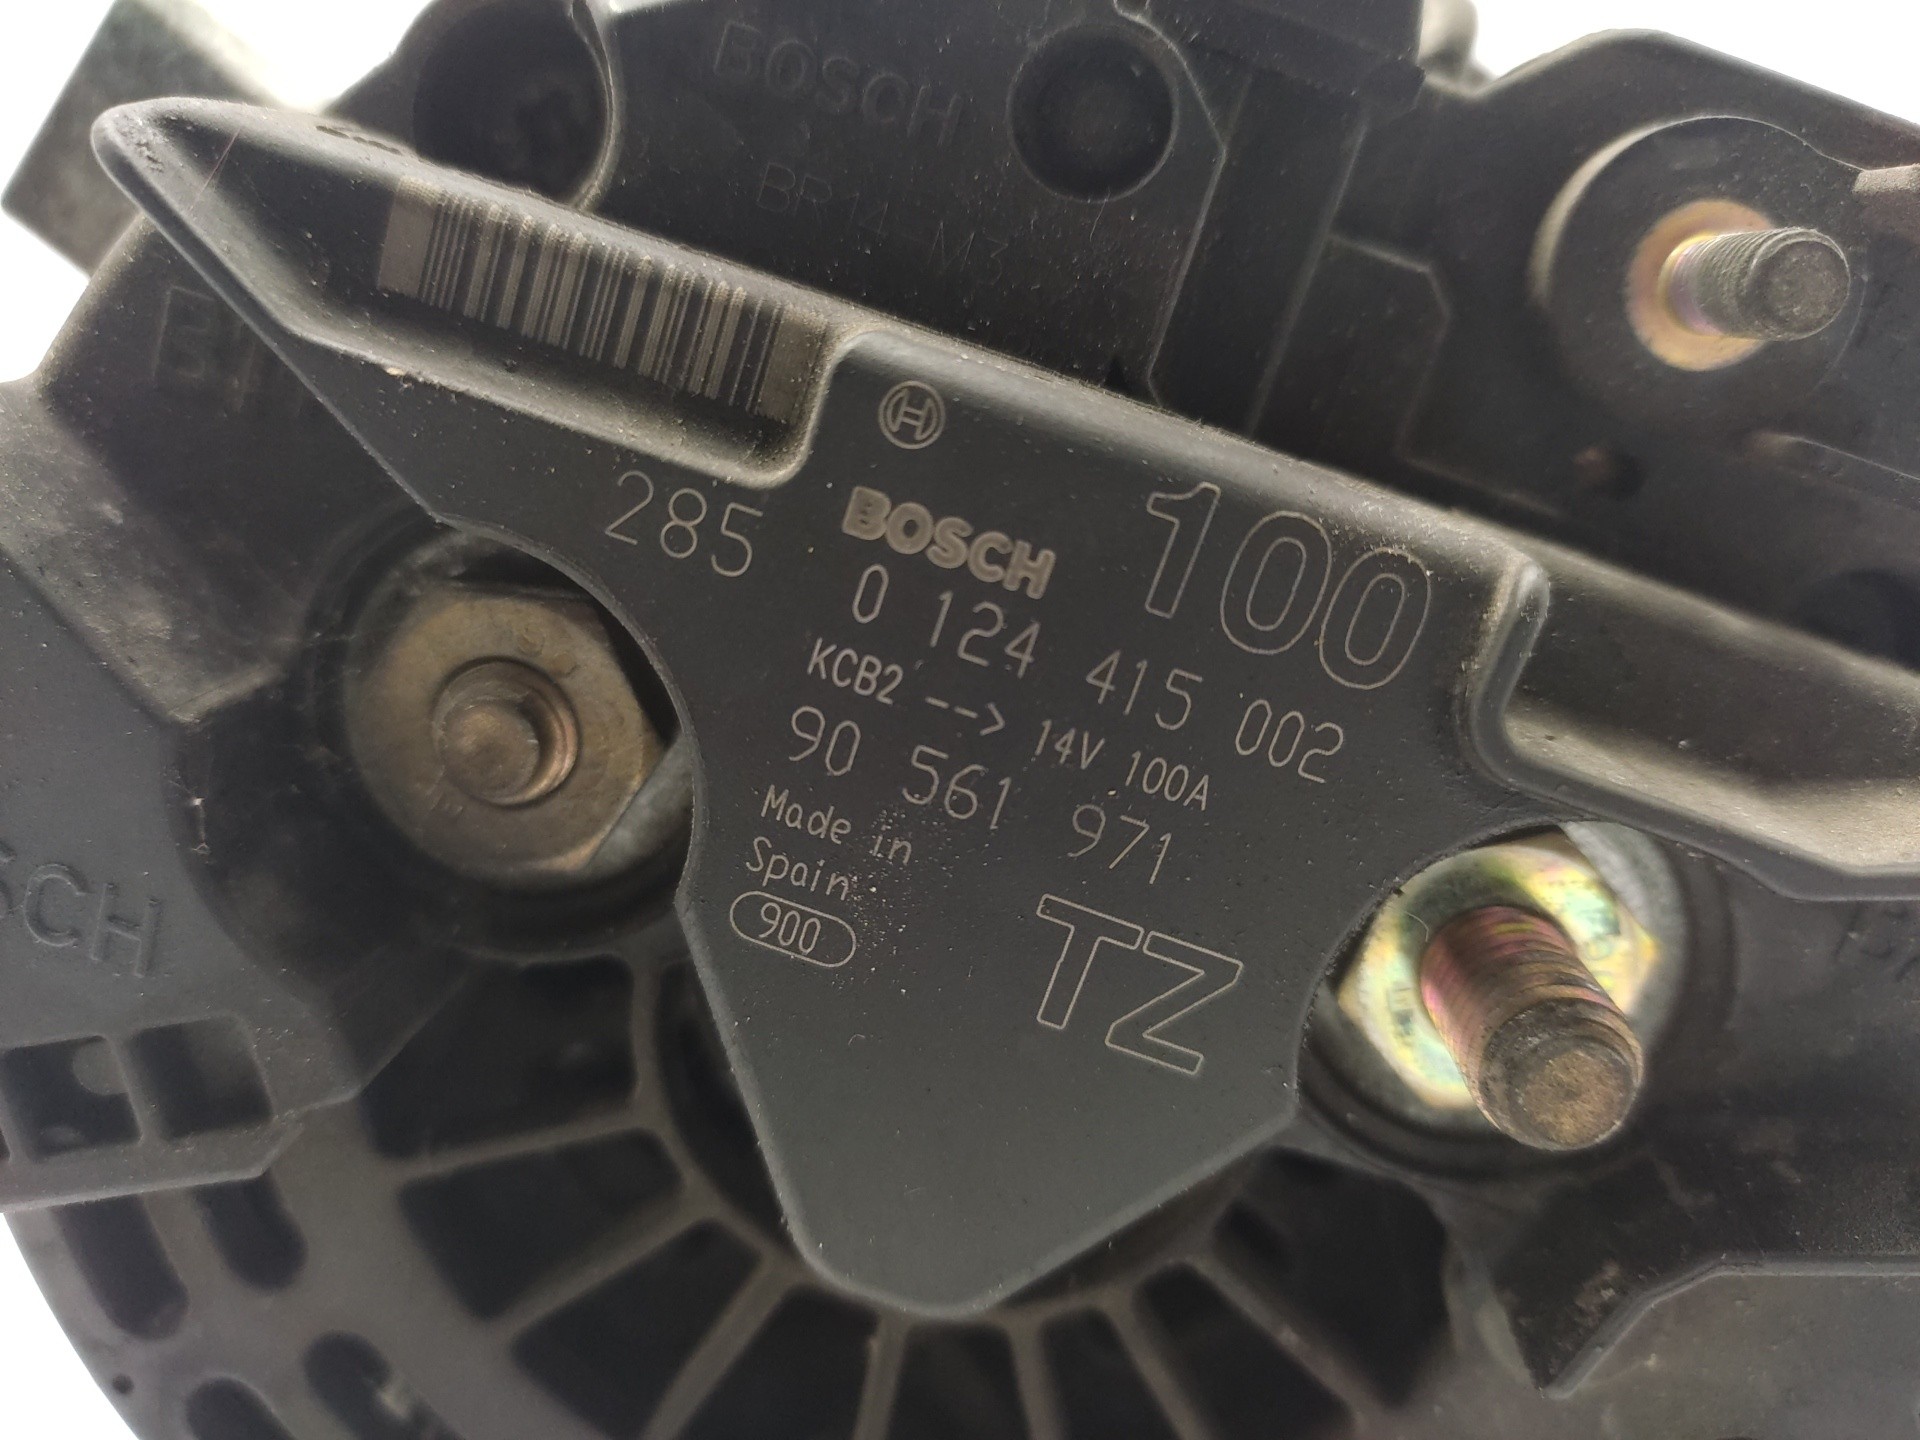 BOSCH
BR14-M3
285
BOSCH
100
0 124 415 002
KCB2 --> 14V 100A
90 561 971
Made in
Spain
900
TZ
SCH